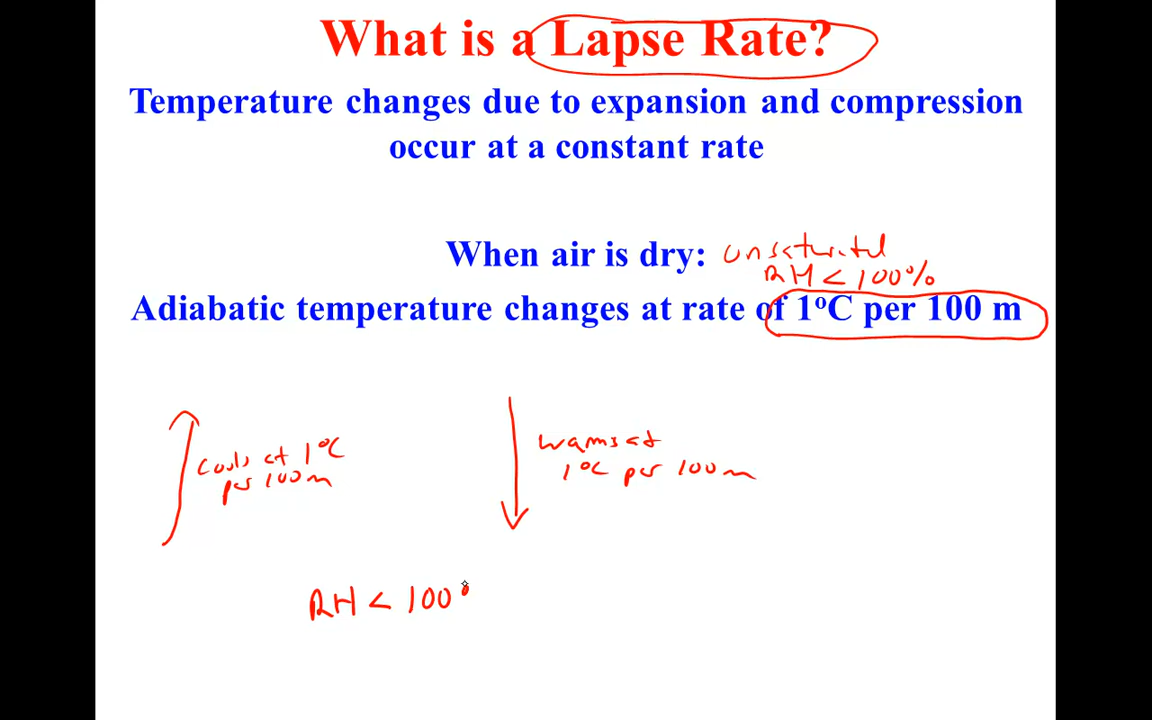 What is a Lapse Rate?
Temperature changes due to expansion and compression
occur at a constant rate
When air is dry: unsaturated
RH < 100%
Adiabatic temperature changes at rate of 1°C per 100 m
cools at 1°C
per 100m
warms at
1°C per 100m
RH < 100°